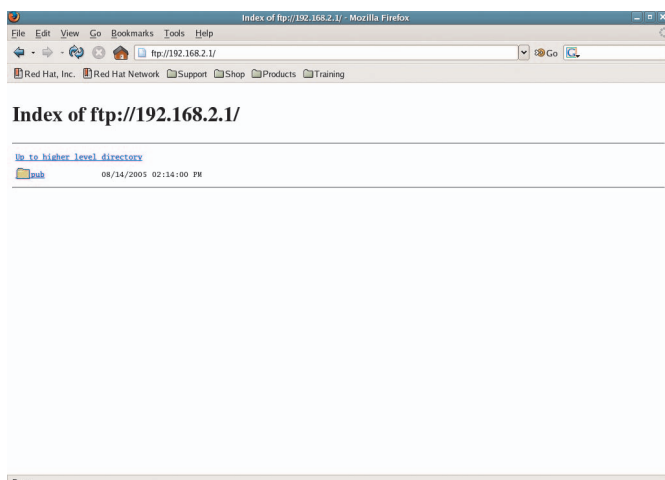 Index of ftp://192.168.2.1/ - Mozilla Firefox
File Edit View Go Bookmarks Tools Help
ftp://192.168.2.1/ Go
Red Hat, Inc. Red Hat Network Support Shop Products Training
Index of ftp://192.168.2.1/
Up to higher level directory
pub 08/14/2005 02:14:00 PM